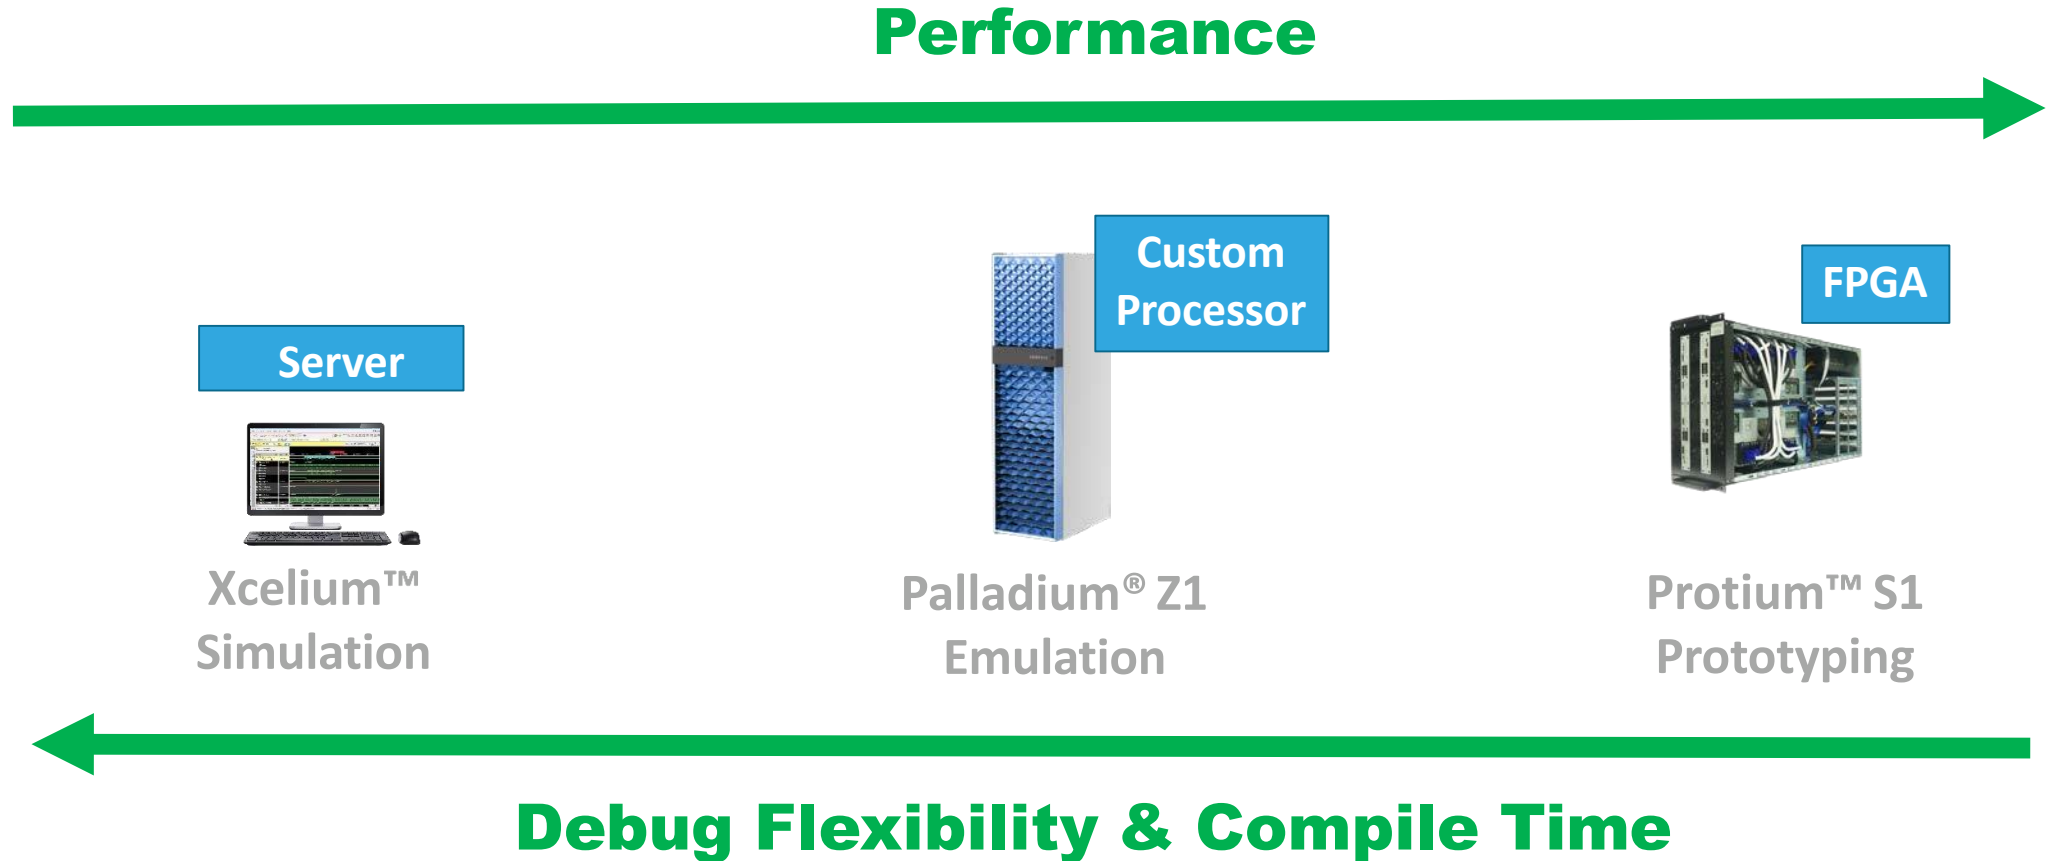 Performance
Custom
Processor
FPGA
Server
Xcelium™
Simulation
Palladium® Z1
Emulation
Protium™ S1
Prototyping
Debug Flexibility & Compile Time